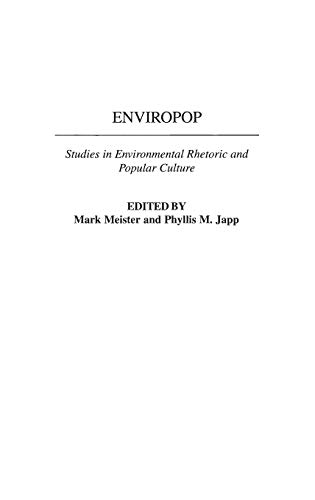 ENVIROPOP
Studies in Environmental Rhetoric and
Popular Culture
EDITED BY
Mark Meister and Phyllis M. Japp